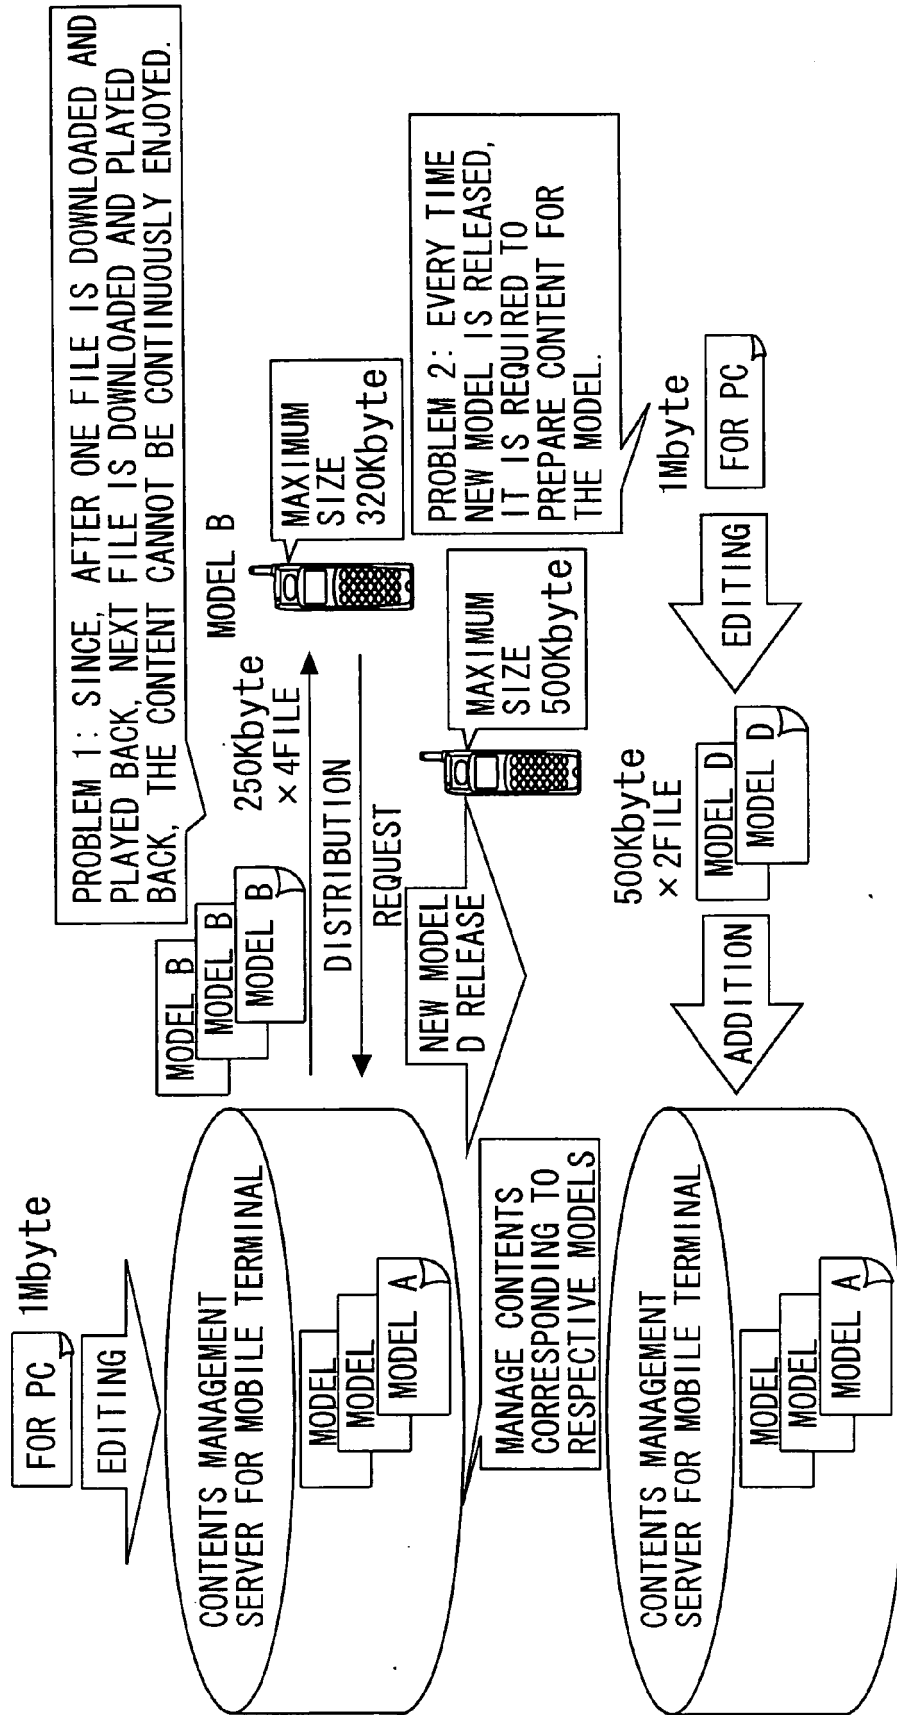 FOR PC
1Mbyte
EDITING
CONTENTS MANAGEMENT
SERVER FOR MOBILE TERMINAL
MODEL
MODEL
MODEL A
MODEL B
MODEL B
MODEL B
250Kbyte
×4FILE
DISTRIBUTION
REQUEST
PROBLEM 1: SINCE, AFTER ONE FILE IS DOWNLOADED AND
PLAYED BACK, NEXT FILE IS DOWNLOADED AND PLAYED
BACK, THE CONTENT CANNOT BE CONTINUOUSLY ENJOYED.
MODEL B
MAXIMUM
SIZE
320Kbyte
MANAGE CONTENTS
CORRESPONDING TO
RESPECTIVE MODELS
NEW MODEL
D RELEASE
MAXIMUM
SIZE
500Kbyte
PROBLEM 2: EVERY TIME
NEW MODEL IS RELEASED,
IT IS REQUIRED TO
PREPARE CONTENT FOR
THE MODEL.
CONTENTS MANAGEMENT
SERVER FOR MOBILE TERMINAL
MODEL
MODEL
MODEL A
ADDITION
500Kbyte
×2FILE
MODEL D
MODEL D
EDITING
1Mbyte
FOR PC